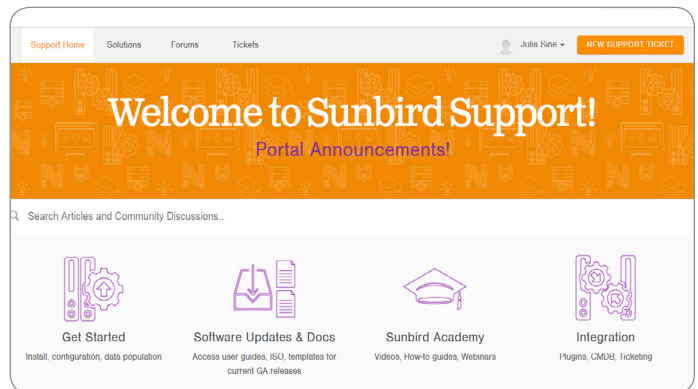 Support Home Solutions Forums Tickets Julia Sine NEW SUPPORT TICKET
Welcome to Sunbird Support!
Portal Announcements!
Search Articles and Community Discussions..
Get Started Software Updates & Docs Sunbird Academy Integration
Install, configuration, data population Access user guides, ISO, templates for Videos, How-to guides, Webinars Plugins, CMDB, Ticketing
current GA releases